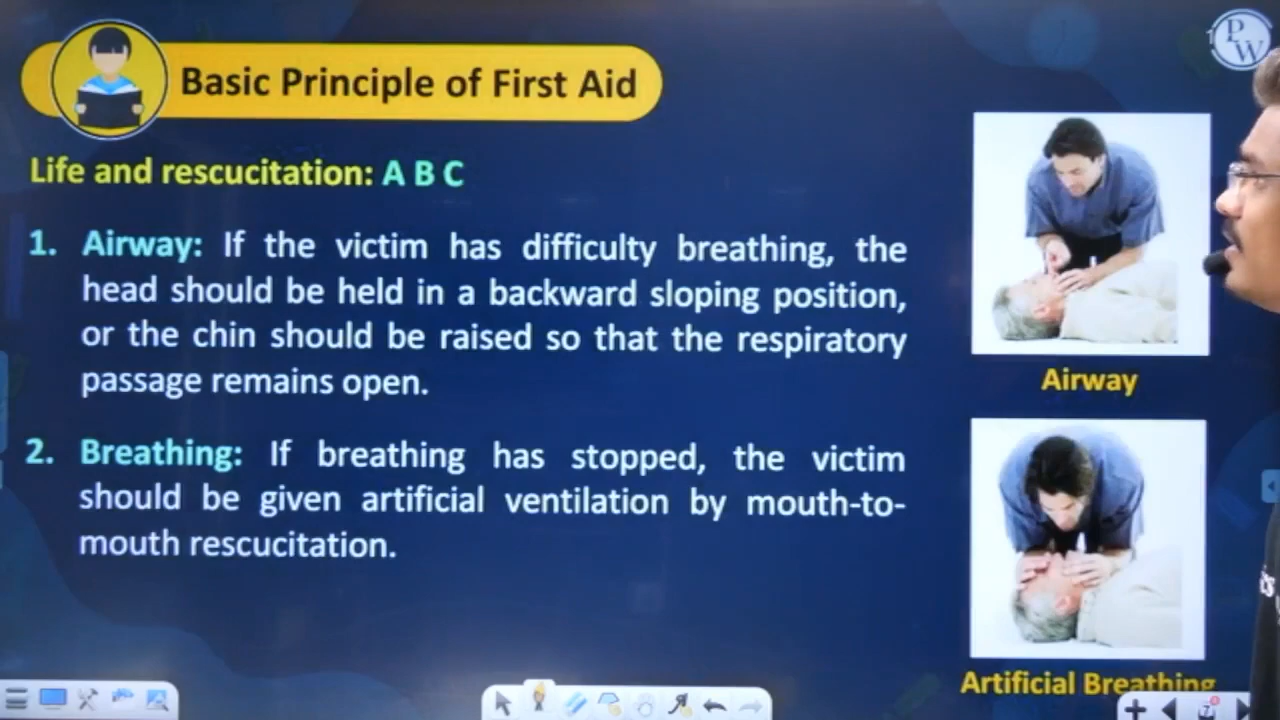 Basic Principle of First Aid
P
W
Life and rescucitation: A B C
1. Airway: If the victim has difficulty breathing, the
head should be held in a backward sloping position,
or the chin should be raised so that the respiratory
passage remains open.
Airway
2. Breathing: If breathing has stopped, the victim
should be given artificial ventilation by mouth-to-
mouth rescucitation.
Artificial Breathing